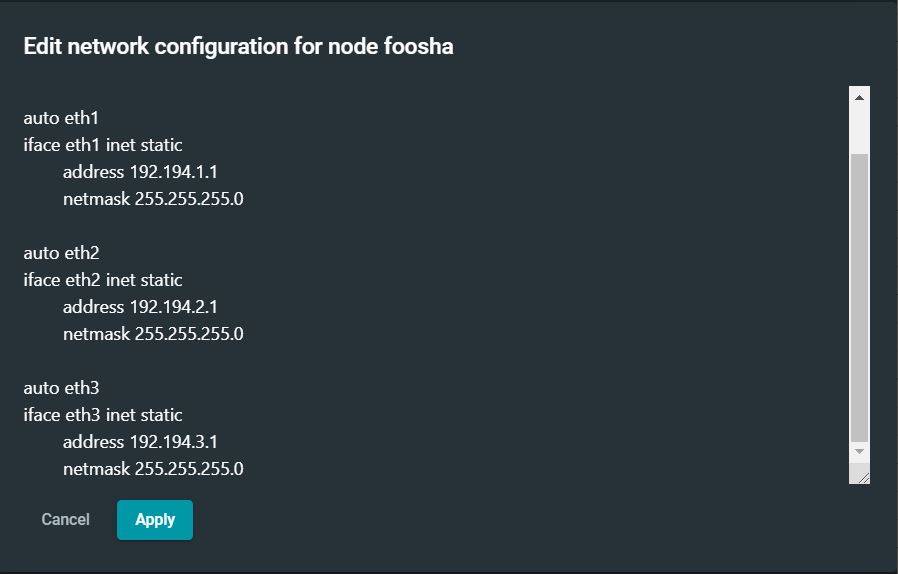 Edit network configuration for node foosha
auto eth1
iface eth1 inet static
address 192.194.1.1
netmask 255.255.255.0
auto eth2
iface eth2 inet static
address 192.194.2.1
netmask 255.255.255.0
auto eth3
iface eth3 inet static
address 192.194.3.1
netmask 255.255.255.0
Cancel Apply